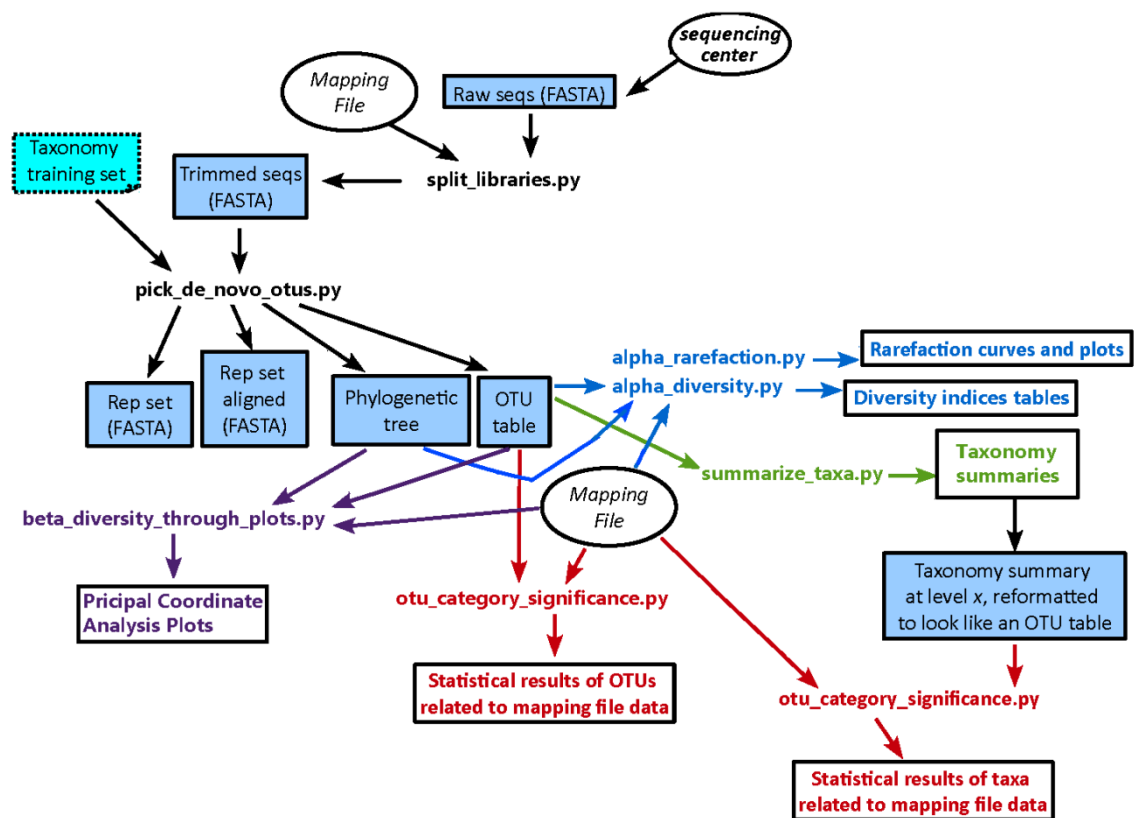 sequencing
center
Mapping
File
Raw seqs (FASTA)
Taxonomy
training set
Trimmed seqs
(FASTA)
split_libraries.py
pick_de_novo_otus.py
Rep set
(FASTA)
Rep set
aligned
(FASTA)
Phylogenetic
tree
OTU
table
alpha_rarefaction.py
Rarefaction curves and plots
alpha_diversity.py
Diversity indices tables
summarize_taxa.py
Taxonomy
summaries
Mapping
File
beta_diversity_through_plots.py
Pricipal Coordinate
Analysis Plots
otu_category_significance.py
Taxonomy summary
at level x, reformatted
to look like an OTU table
Statistical results of OTUs
related to mapping file data
otu_category_significance.py
Statistical results of taxa
related to mapping file data